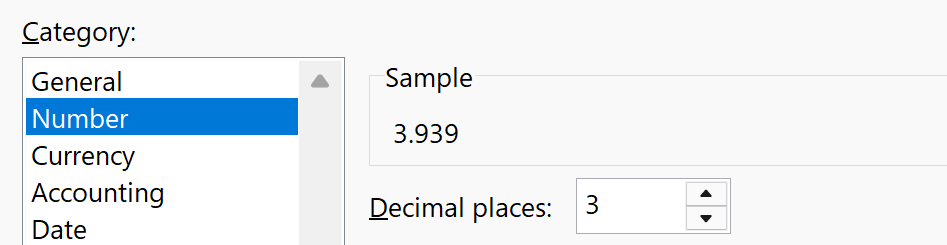 Category:
General
Number
Currency
Accounting
Date
Sample
3.939
Decimal places: 3